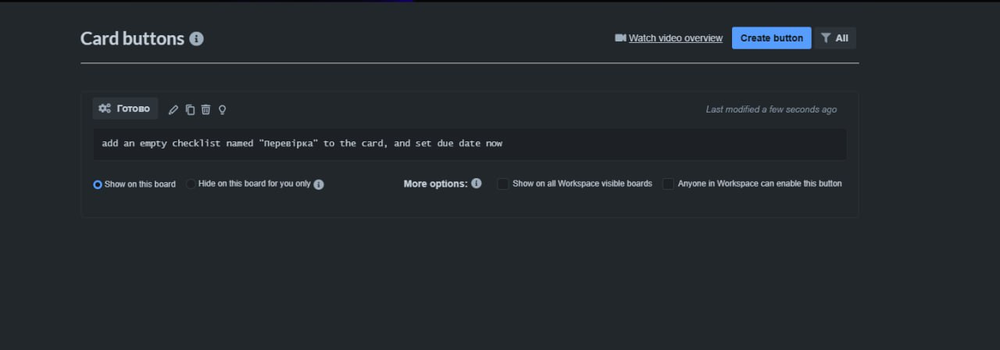 Card buttons
Watch video overview
Create button
All
Готово
Last modified a few seconds ago
add an empty checklist named "Перевірка" to the card, and set due date now
Show on this board
Hide on this board for you only
More options:
Show on all Workspace visible boards
Anyone in Workspace can enable this button